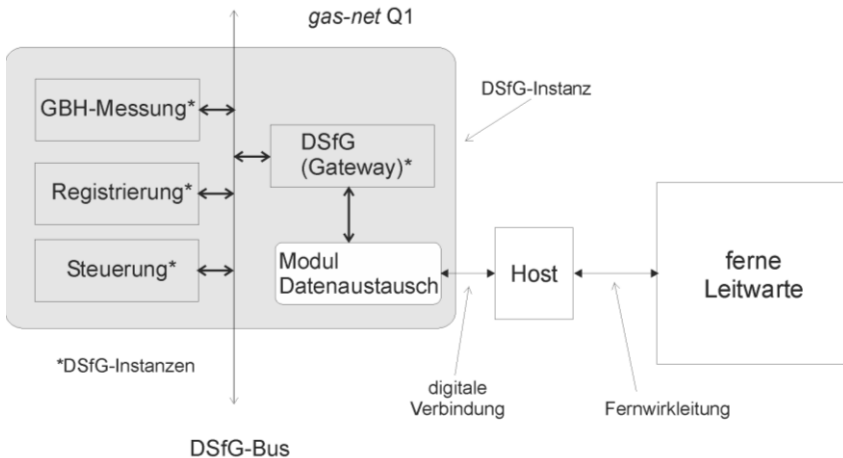 gas-net Q1
GBH-Messung*
Registrierung*
Steuerung*
DSfG
(Gateway)*
Modul
Datenaustausch
DSfG-Instanz
Host
ferne
Leitwarte
*DSfG-Instanzen
digitale
Verbindung
Fernwirkleitung
DSfG-Bus